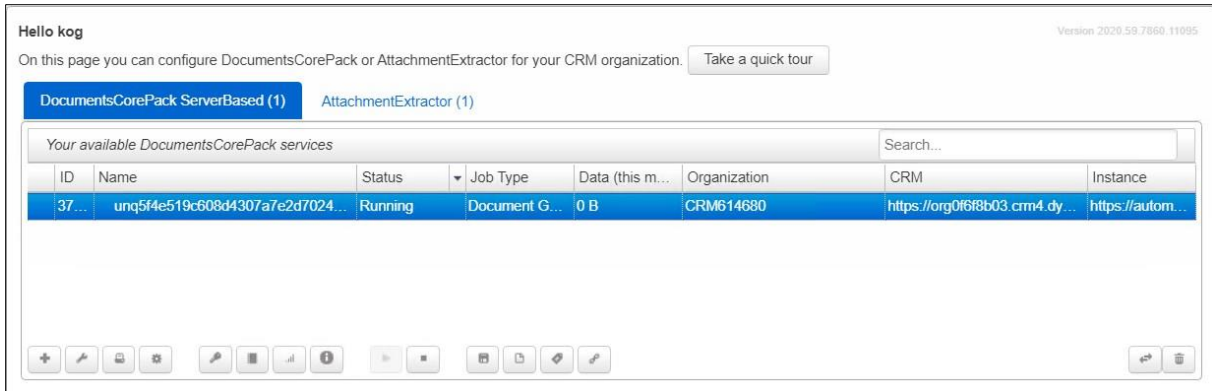 Hello kog
Version 2020.59.7860.11095
On this page you can configure DocumentsCorePack or AttachmentExtractor for your CRM organization. Take a quick tour
DocumentsCorePack ServerBased (1) AttachmentExtractor (1)
Your available DocumentsCorePack services Search...
ID Name Status Job Type Data (this m... Organization CRM Instance
37... unq5f4e519c608d4307a7e2d7024... Running Document G... 0 B CRM614680 https://org0f6f8b03.crm4.dy... https://autom...